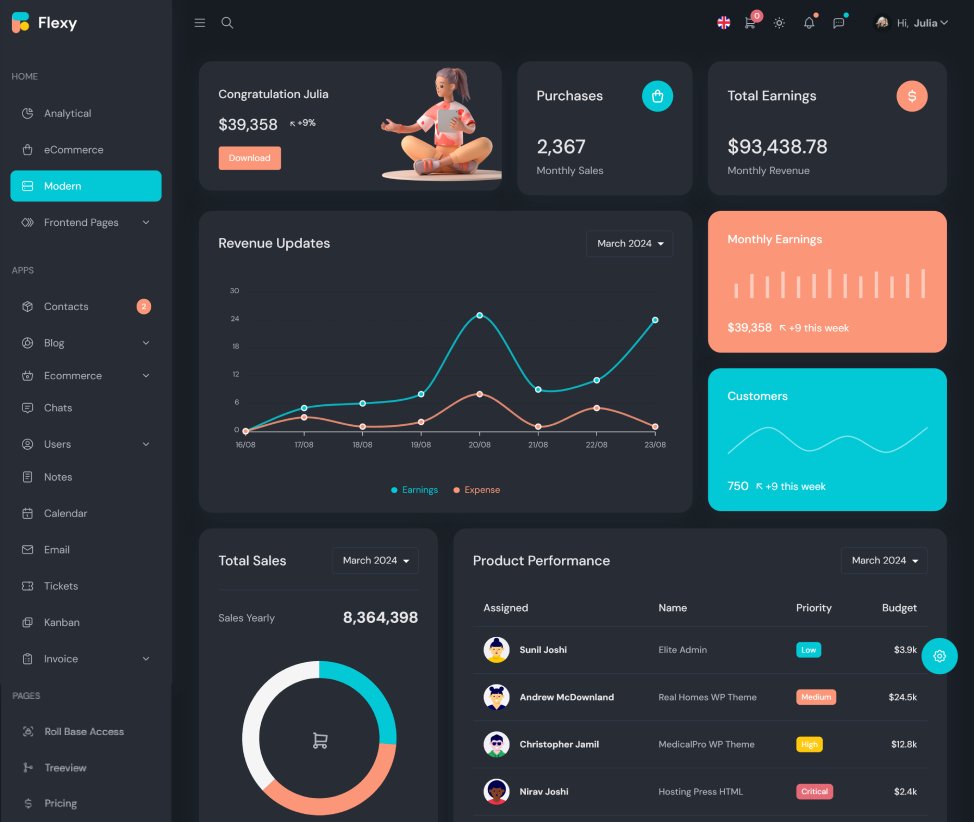 Flexy
0
Hi, Julia
HOME
Analytical
eCommerce
Modern
Frontend Pages
APPS
Contacts
2
Blog
Ecommerce
Chats
Users
Notes
Calendar
Email
Tickets
Kanban
Invoice
PAGES
Roll Base Access
Treeview
Pricing
Congratulation Julia
$39,358 +9%
Download
Purchases
2,367
Monthly Sales
Total Earnings
$
$93,438.78
Monthly Revenue
Revenue Updates
March 2024
30
24
18
12
6
0
16/08 17/08 18/08 19/08 20/08 21/08 22/08 23/08
Earnings Expense
Monthly Earnings
$39,358 +9 this week
Customers
750 +9 this week
Total Sales
March 2024
Sales Yearly 8,364,398
Product Performance
March 2024
Assigned Name Priority Budget
Sunil Joshi Elite Admin Low $3.9k
Andrew McDownland Real Homes WP Theme Medium $24.5k
Christopher Jamil MedicalPro WP Theme High $12.8k
Nirav Joshi Hosting Press HTML Critical $2.4k